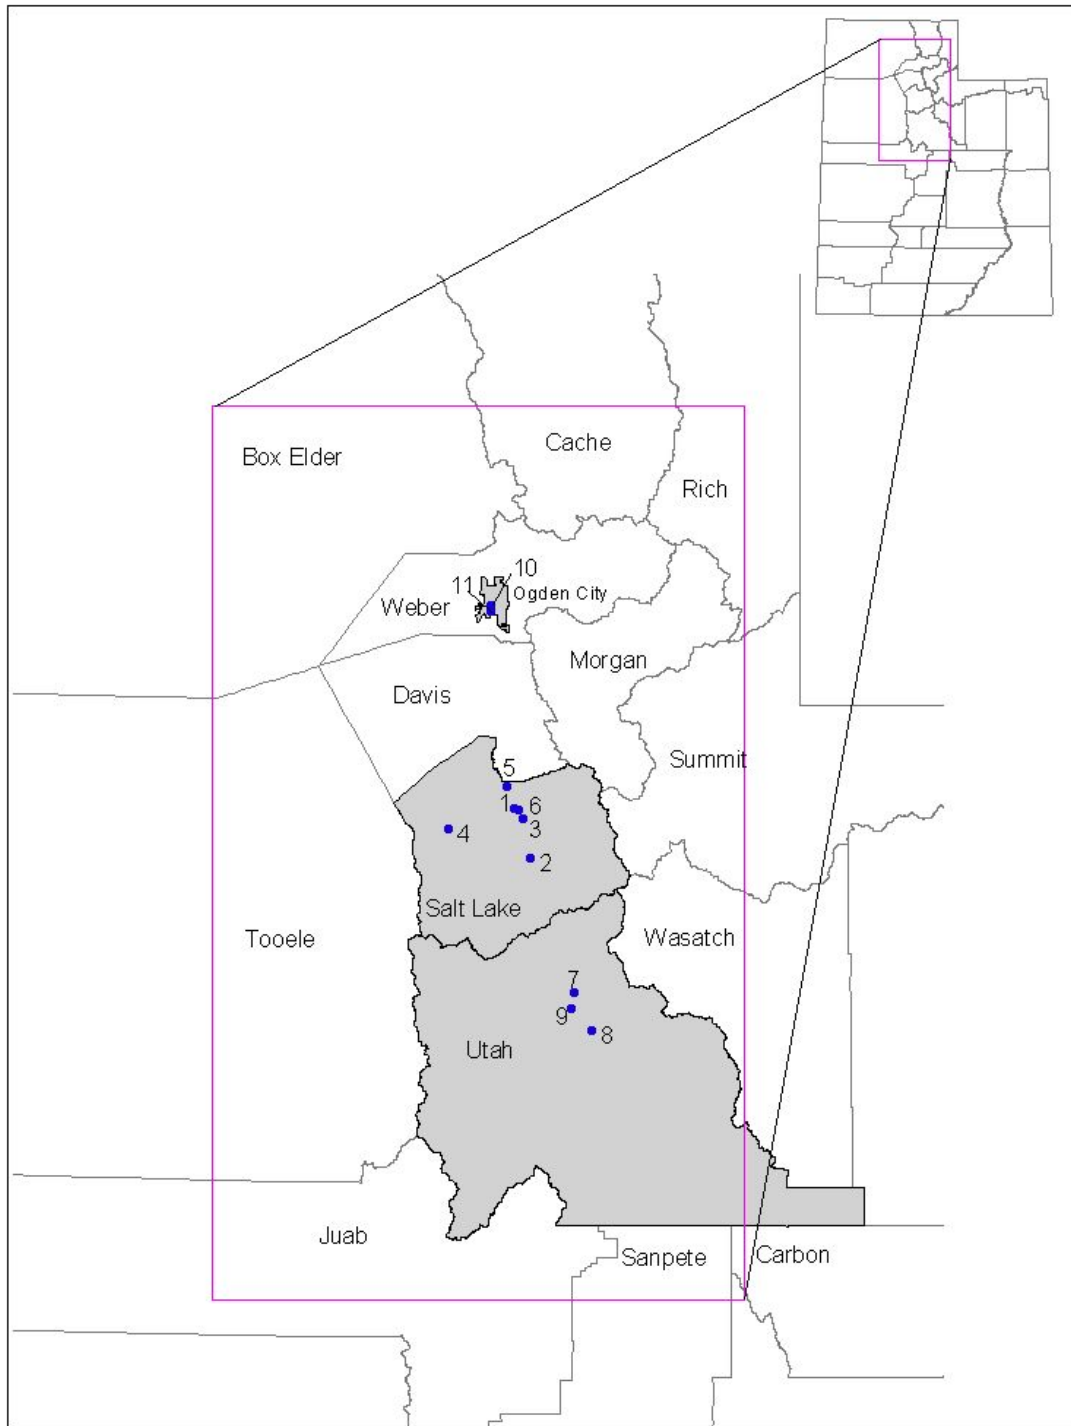 Cache
Box Elder
Rich
10
11
Ogden City
Weber
Morgan
Davis
Summit
5
1
6
3
4
2
Salt Lake
Tooele
Wasatch
7
9
8
Utah
Juab
Sanpete
Carbon